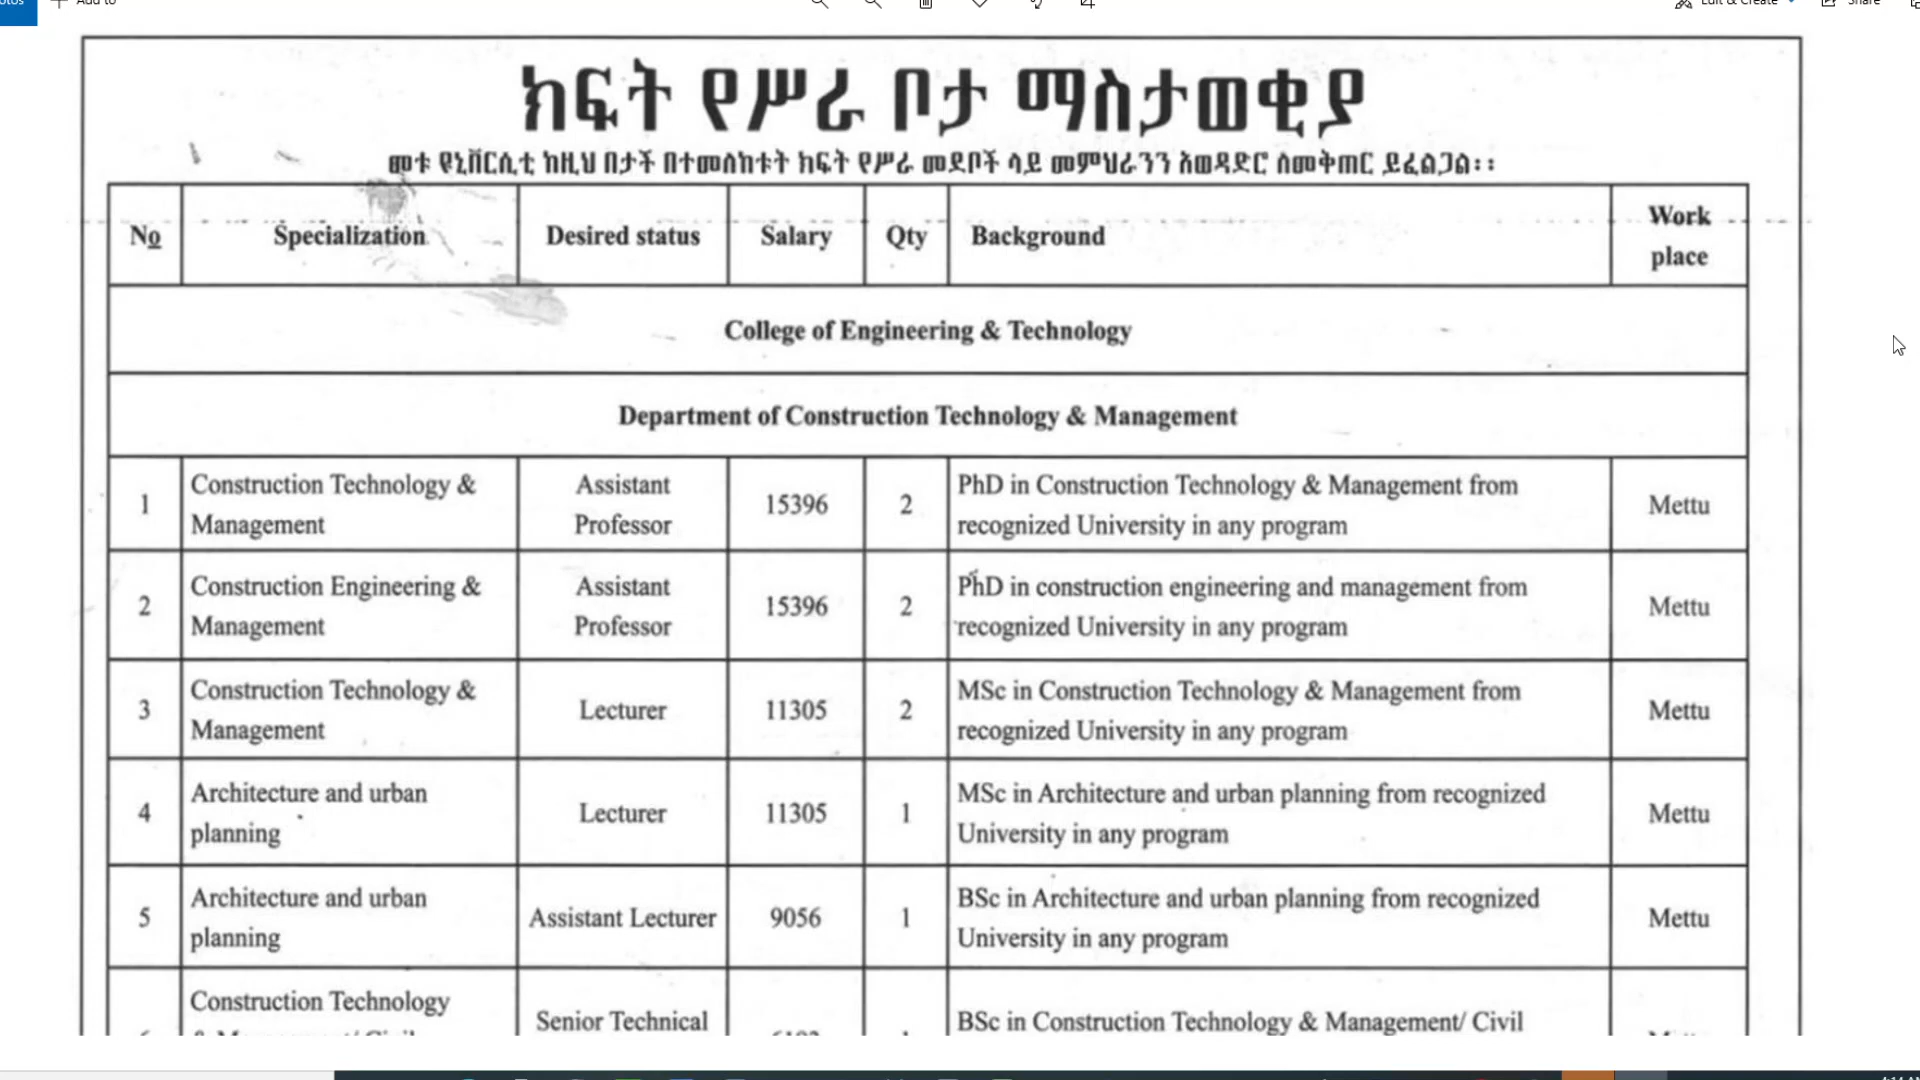 Add to
Edit & Create
Share
ክፍት የሥራ ቦታ ማስታወቂያ
መቱ ዩኒቨርሲቲ ከዚህ በታች በተመለከቱት ክፍት የሥራ መደቦች ላይ መምህራንን አወዳድሮ ለመቅጠር ይፈልጋል፡፡
No Specialization Desired status Salary Qty Background Work place
College of Engineering & Technology
Department of Construction Technology & Management
1 Construction Technology & Management Assistant Professor 15396 2 PhD in Construction Technology & Management from recognized University in any program Mettu
2 Construction Engineering & Management Assistant Professor 15396 2 PhD in construction engineering and management from recognized University in any program Mettu
3 Construction Technology & Management Lecturer 11305 2 MSc in Construction Technology & Management from recognized University in any program Mettu
4 Architecture and urban planning Lecturer 11305 1 MSc in Architecture and urban planning from recognized University in any program Mettu
5 Architecture and urban planning Assistant Lecturer 9056 1 BSc in Architecture and urban planning from recognized University in any program Mettu
Construction Technology Senior Technical BSc in Construction Technology & Management/ Civil